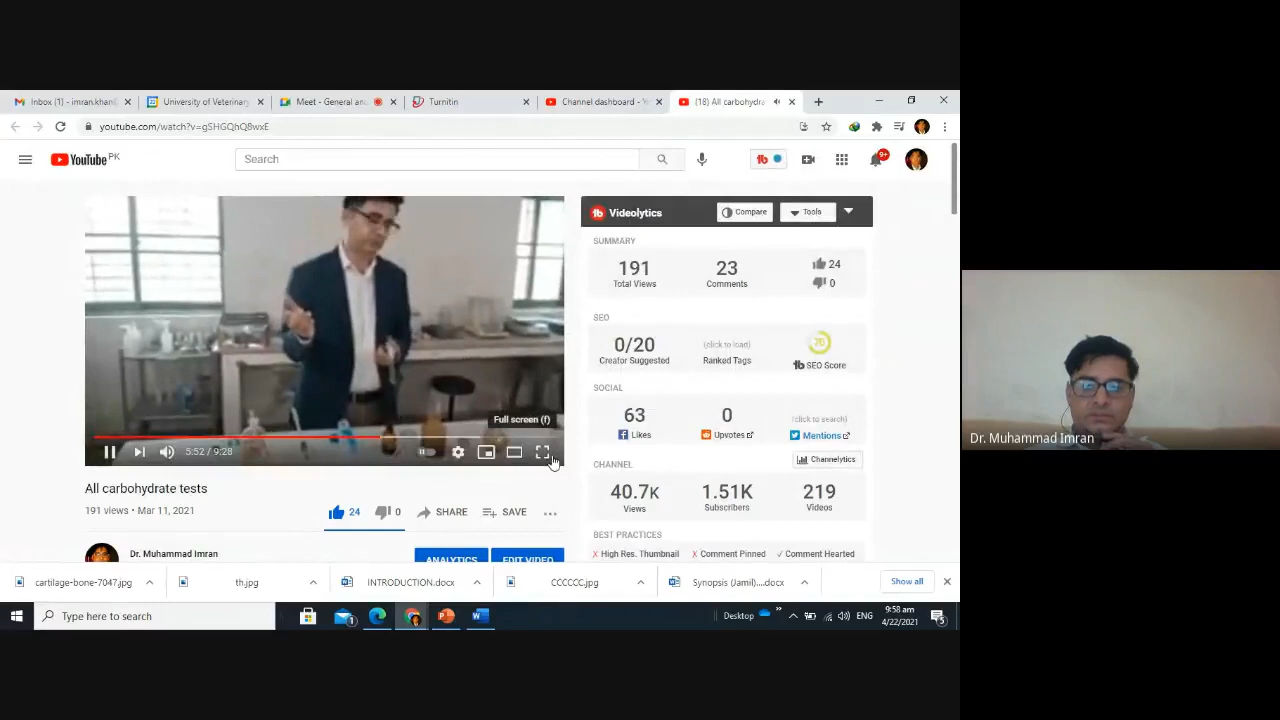 Inbox (1) - imran.khan
University of Veterinary
Meet - General an
Turnitin
Channel dashboard - Y
(18) All carbohydra
youtube.com/watch?v=gSHGQhQ8wxE
YouTube PK
Search
9+
Videolytics
Compare
Tools
SUMMARY
191
23
24
Total Views
Comments
0
SEO
0/20
(click to load)
70
Creator Suggested
Ranked Tags
tb SEO Score
SOCIAL
63
0
(click to search)
Likes
Upvotes
Mentions
CHANNEL
Channelytics
40.7K
1.51K
219
Views
Subscribers
Videos
BEST PRACTICES
X High Res. Thumbnail
X Comment Pinned
✓ Comment Hearted
Full screen (f)
5:52 / 9:28
All carbohydrate tests
191 views • Mar 11, 2021
24
0
SHARE
SAVE
Dr. Muhammad Imran
ANALYTICS
EDIT VIDEO
cartilage-bone-7047.jpg
th.jpg
INTRODUCTION.docx
CCCCCC.jpg
Synopsis (Jamil)....docx
Show all
Type here to search
1
Desktop
ENG
9:58 am
4/22/2021
5
Dr. Muhammad Imran